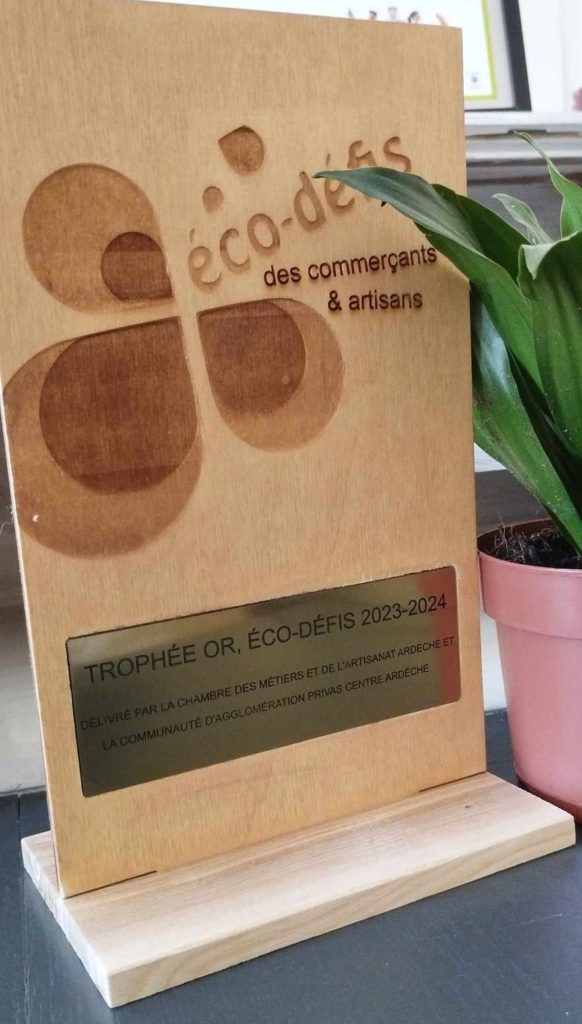 éco-défis
des commerçants
& artisans
TROPHÉE OR, ÉCO-DÉFIS 2023-2024
DÉLIVRÉ PAR LA CHAMBRE DES MÉTIERS ET DE L'ARTISANAT ARDECHE ET
LA COMMUNAUTÉ D'AGGLOMÉRATION PRIVAS CENTRE ARDÈCHE